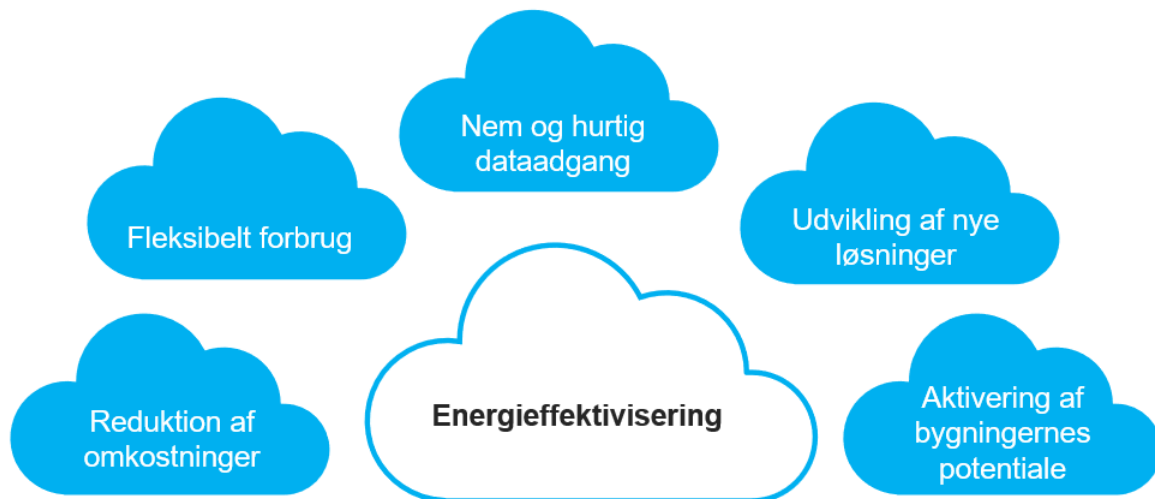 Nem og hurtig
dataadgang
Fleksibelt forbrug
Udvikling af nye
løsninger
Reduktion af
omkostninger
Energieffektivisering
Aktivering af
bygningernes
potentiale